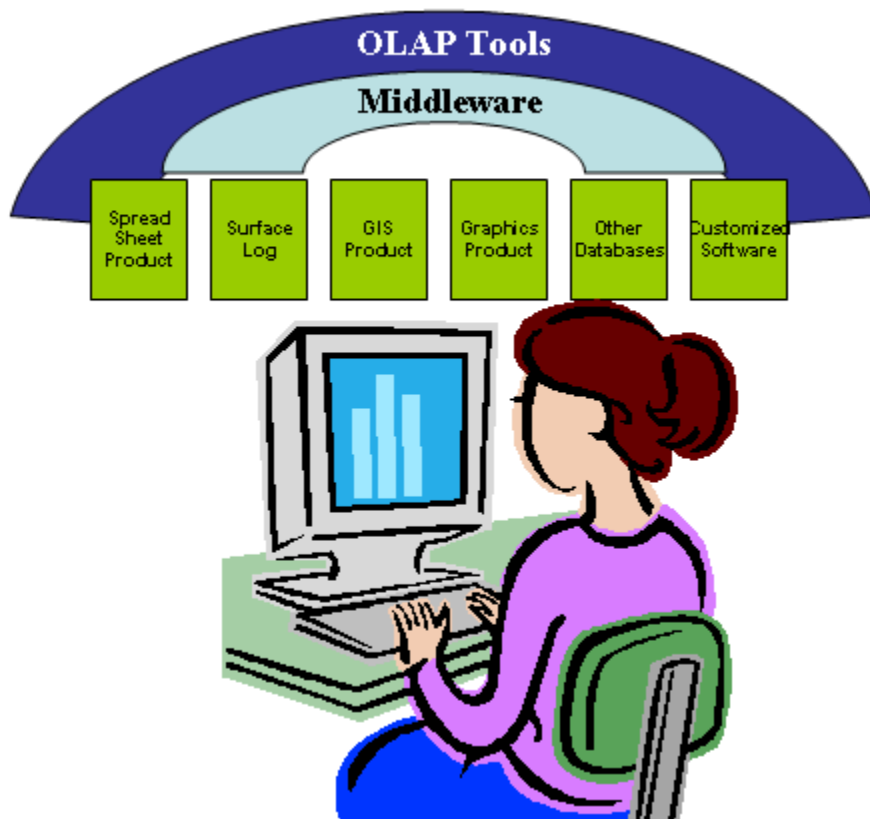 OLAP Tools
Middleware
Spread
Sheet
Product
Surface
Log
GIS
Product
Graphics
Product
Other
Databases
Customized
Software